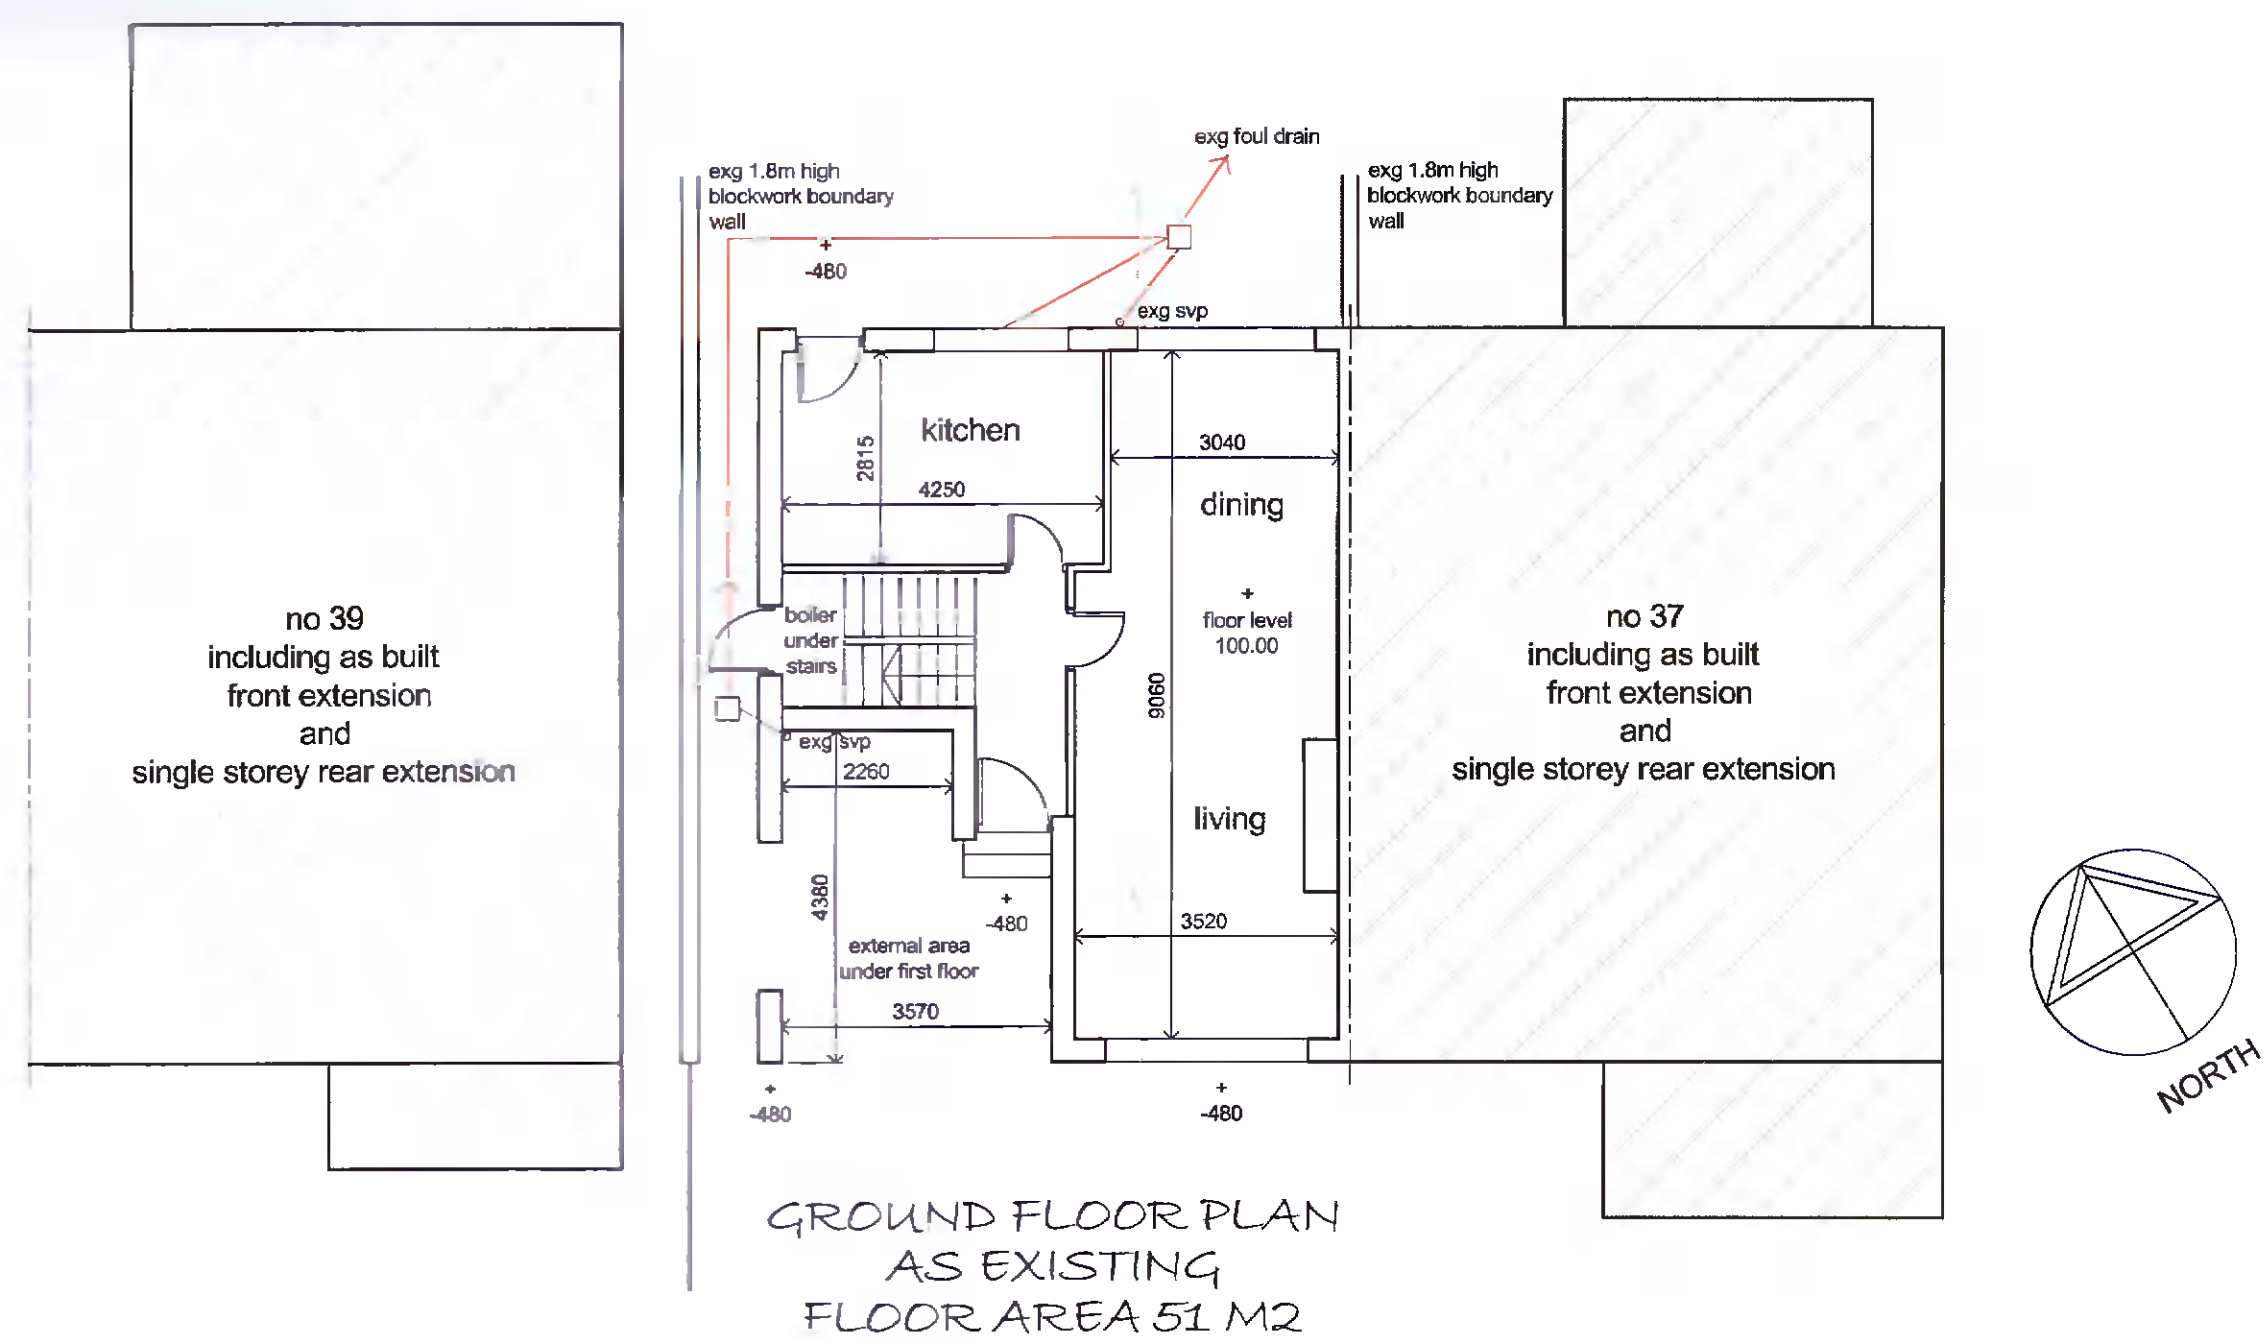 exg foul drain
exg 1.8m high
blockwork boundary
wall
exg 1.8m high
blockwork boundary
wall
+
-480
exg svp
kitchen
2815
4250
3040
dining
+
floor level
100.00
boiler
under
stairs
9060
no 39
including as built
front extension
and
single storey rear extension
no 37
including as built
front extension
and
single storey rear extension
exg svp
2260
living
4380
+
-480
3520
external area
under first floor
3570
+
-480
+
-480
NORTH
GROUND FLOOR PLAN
AS EXISTING
FLOOR AREA 51 M2